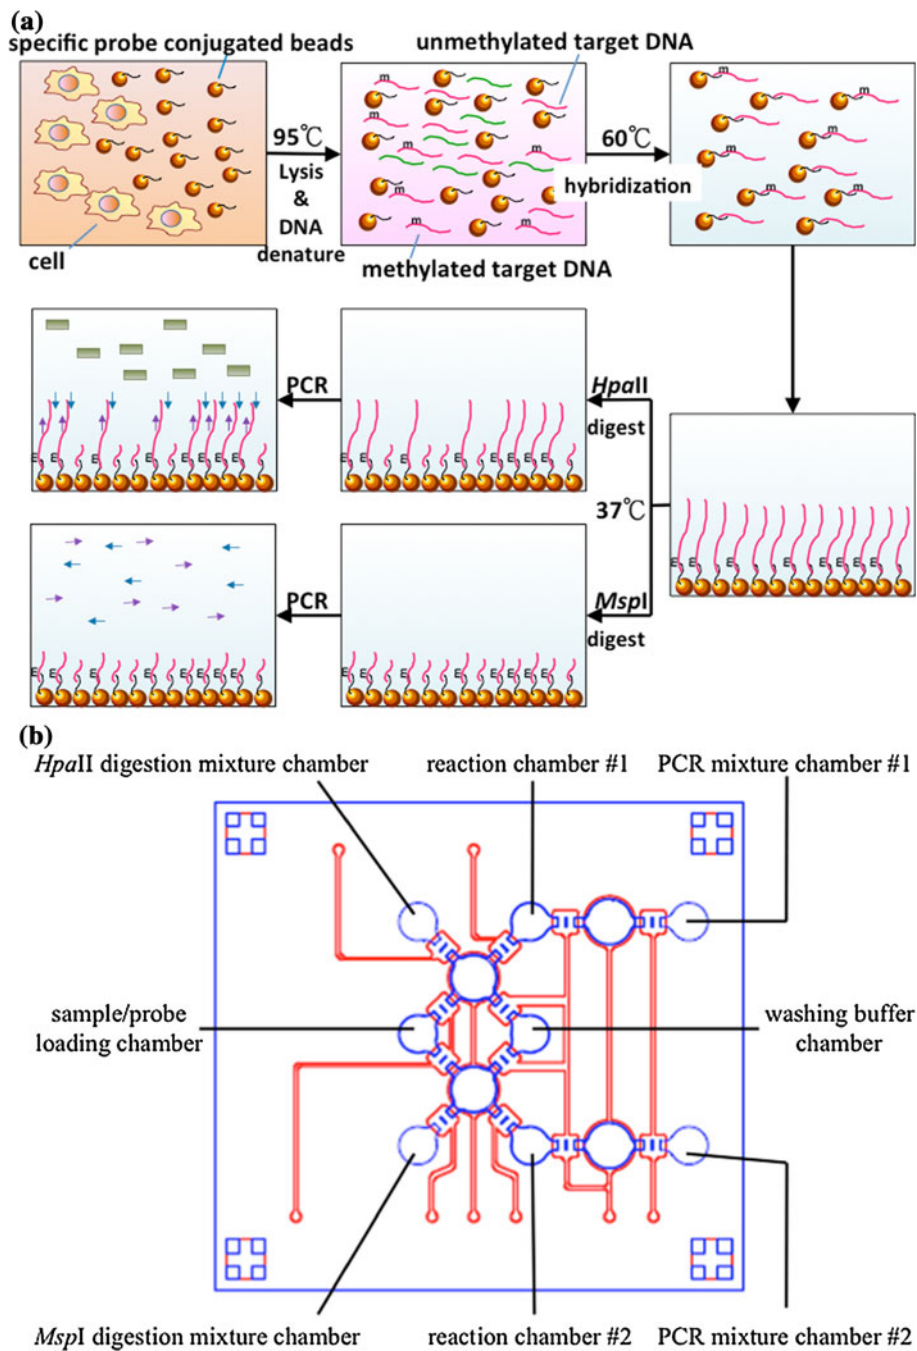 (a)
specific probe conjugated beads
unmethylated target DNA
m
m
m
m
m
m
m
95℃
60℃
m
m
m
m
m
m
m
Lysis
&
DNA
denature
hybridization
cell
methylated target DNA
PCR
HpaII
digest
m m m m m m m
m m m m m m m
37℃
m m m m m m m
PCR
MspI
digest
m m m m m m m
m m m m m m m
(b)
HpaII digestion mixture chamber
reaction chamber #1
PCR mixture chamber #1
sample/probe
loading chamber
washing buffer
chamber
MspI digestion mixture chamber
reaction chamber #2
PCR mixture chamber #2